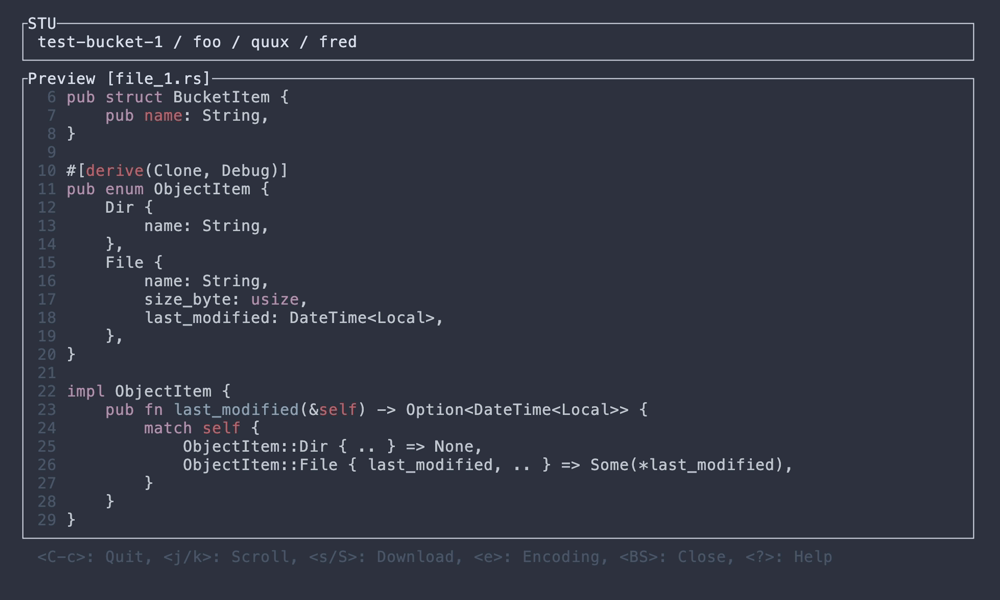 STU
test-bucket-1 / foo / quux / fred
Preview [file_1.rs]
6 pub struct BucketItem {
7     pub name: String,
8 }
9
10 #[derive(Clone, Debug)]
11 pub enum ObjectItem {
12     Dir {
13         name: String,
14     },
15     File {
16         name: String,
17         size_byte: usize,
18         last_modified: DateTime<Local>,
19     },
20 }
21
22 impl ObjectItem {
23     pub fn last_modified(&self) -> Option<DateTime<Local>> {
24         match self {
25             ObjectItem::Dir { .. } => None,
26             ObjectItem::File { last_modified, .. } => Some(*last_modified),
27         }
28     }
29 }
<C-c>: Quit, <j/k>: Scroll, <s/S>: Download, <e>: Encoding, <BS>: Close, <?>: Help